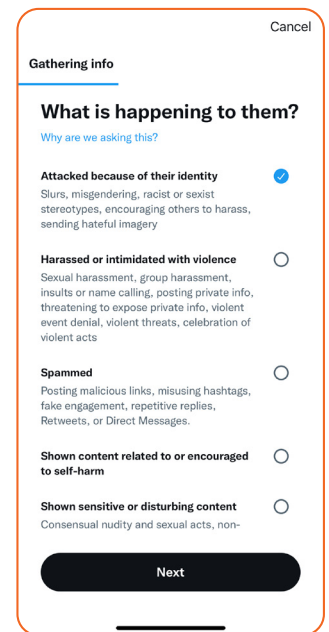 Cancel
Gathering info
What is happening to them?
Why are we asking this?
Attacked because of their identity
Slurs, misgendering, racist or sexist
stereotypes, encouraging others to harass,
sending hateful imagery
Harassed or intimidated with violence
Sexual harassment, group harassment,
insults or name calling, posting private info,
threatening to expose private info, violent
event denial, violent threats, celebration of
violent acts
Spammed
Posting malicious links, misusing hashtags,
fake engagement, repetitive replies,
Retweets, or Direct Messages.
Shown content related to or encouraged
to self-harm
Shown sensitive or disturbing content
Consensual nudity and sexual acts, non-
Next